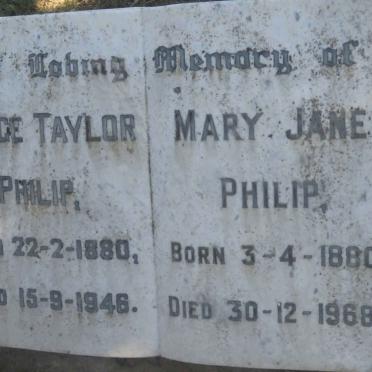 Loving Memory of
TAYLOR
PHILIP,
22-2-1880,
15-9-1946.
MARY JANE
PHILIP,
BORN 3-4-1880
DIED 30-12-1968